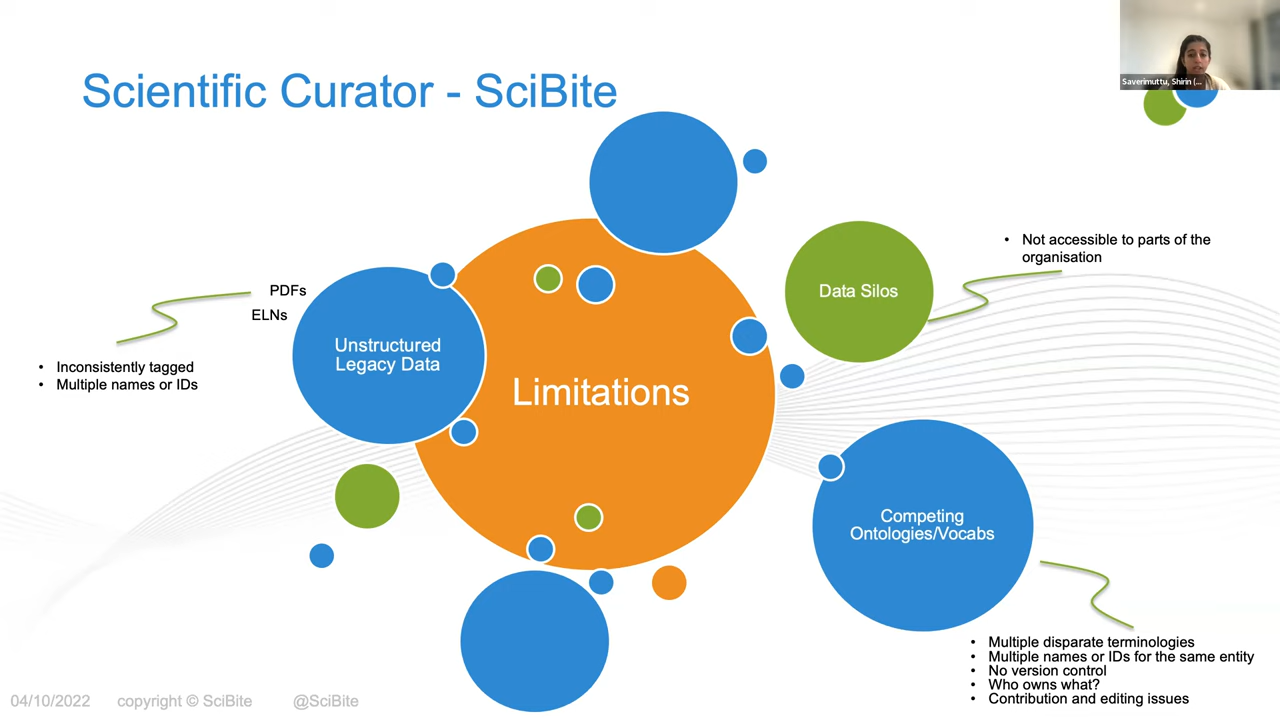 Scientific Curator - SciBite
Saverimuttu, Shirin (...
PDFs
ELNs
• Inconsistently tagged
• Multiple names or IDs
Unstructured
Legacy Data
Limitations
Data Silos
• Not accessible to parts of the
organisation
Competing
Ontologies/Vocabs
• Multiple disparate terminologies
• Multiple names or IDs for the same entity
• No version control
• Who owns what?
• Contribution and editing issues
04/10/2022 copyright © SciBite @SciBite